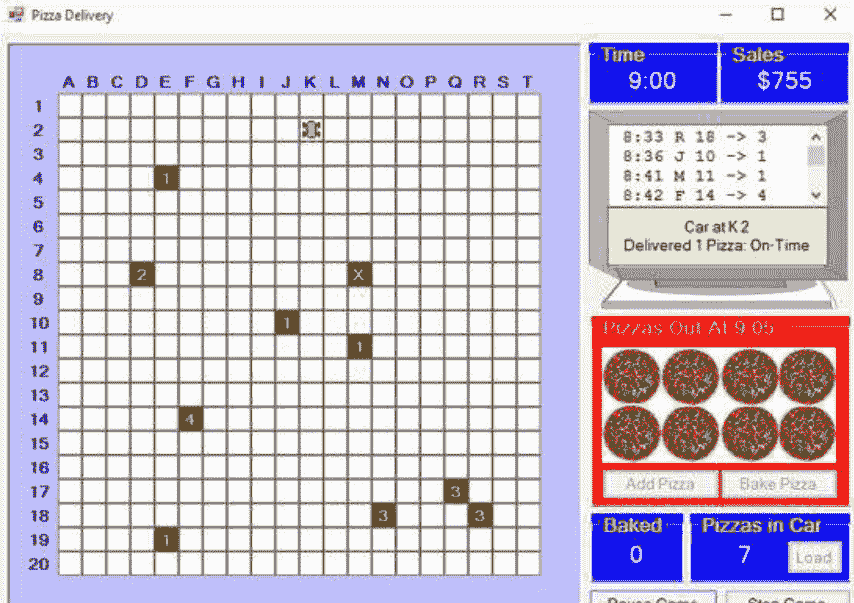 Pizza Delivery
Time Sales
9:00 $755
A B C D E F G H I J K L M N O P Q R S T
1
2
3
4 1
5
6
7
8 2 X
9
10 1
11 1
12
13
14 4
15
16
17 3
18 3 3
19 1
20
8:33 R 18 -> 3
8:36 J 10 -> 1
8:41 M 11 -> 1
8:42 F 14 -> 4
Car at K 2
Delivered 1 Pizza: On-Time
Pizzas Out At 9:05
Add Pizza Bake Pizza
Baked Pizzas in Car
0 7 Load
Pause Game Stop Game